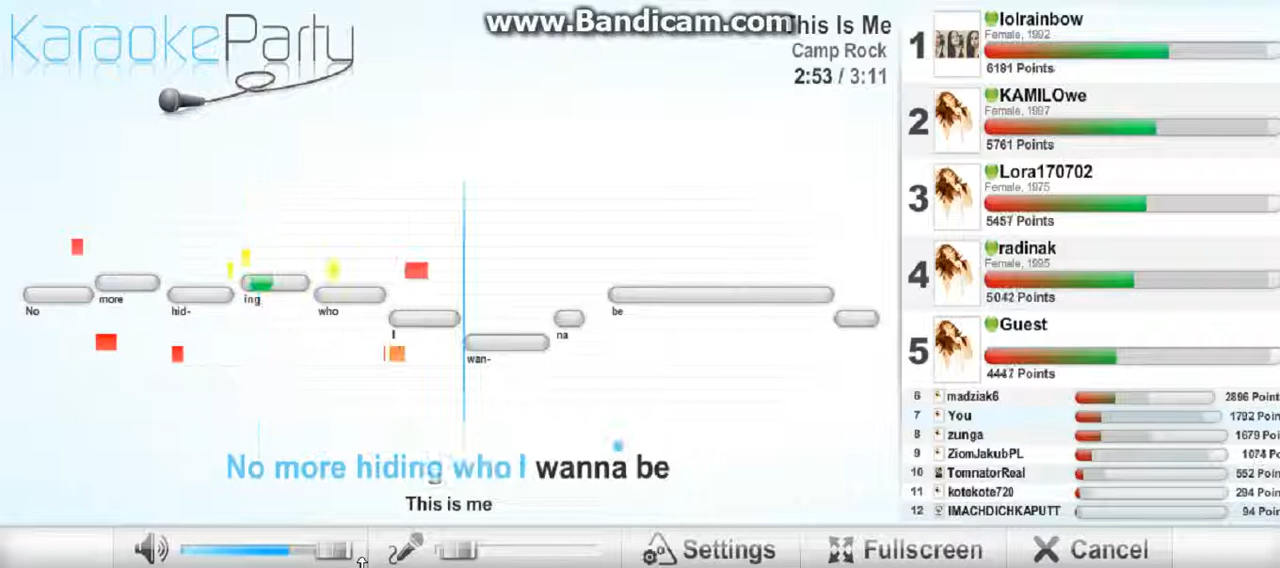 KaraokeParty
www.Bandicam.com
This Is Me
Camp Rock
2:53 / 3:11
No
more
hid-
ing
who
I
wan-
na
be
No more hiding who I wanna be
This is me
1
lolrainbow
Female, 1992
6181 Points
2
KAMILOwe
Female, 1997
5761 Points
3
Lora170702
Female, 1975
5457 Points
4
radinak
Female, 1995
5042 Points
5
Guest
4447 Points
6 madziak6 2896 Point
7 You 1792 Poin
8 zunga 1679 Po
9 ZiomJakubPL 1074 Po
10 TomnatorReal 552 Poin
11 kotekote720 294 Poin
12 IMACHDICHKAPUTT 94 Poin
Settings
Fullscreen
Cancel